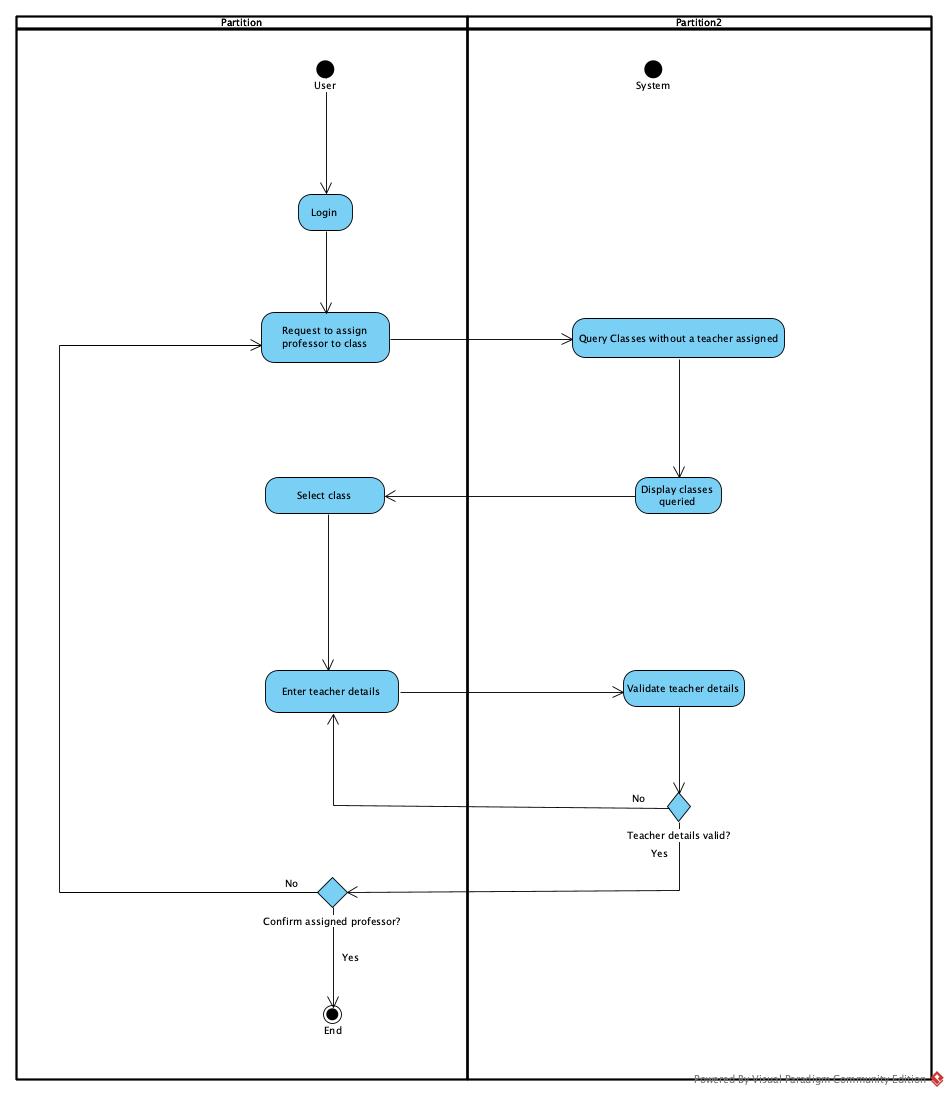 Partition
Partition2
User
System
Login
Request to assign
professor to class
Query Classes without a teacher assigned
Select class
Display classes
queried
Enter teacher details
Validate teacher details
No
Teacher details valid?
Yes
No
Confirm assigned professor?
Yes
End
Powered By Visual Paradigm Community Edition